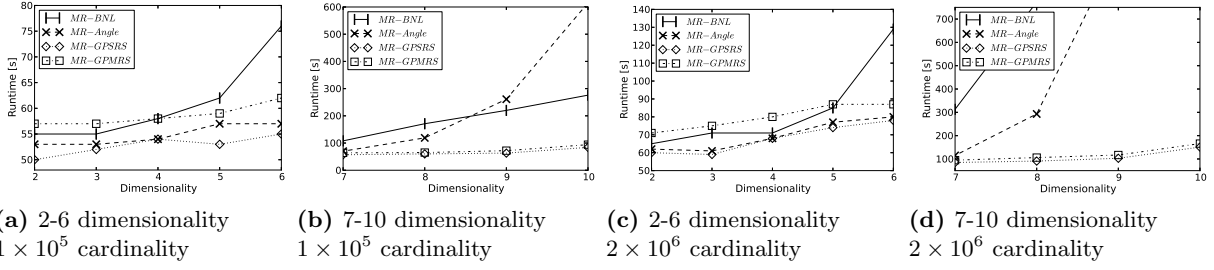 Runtime [s]
85
80
75
70
65
60
55
50
MR−BNL
MR−Angle
MR−GPSRS
MR−GPMRS
2 3 4 5 6
Dimensionality
(a) 2-6 dimensionality
1 × 10^5 cardinality
Runtime [s]
600
500
400
300
200
100
0
MR−BNL
MR−Angle
MR−GPSRS
MR−GPMRS
7 8 9 10
Dimensionality
(b) 7-10 dimensionality
1 × 10^5 cardinality
Runtime [s]
140
130
120
110
100
90
80
70
60
50
MR−BNL
MR−Angle
MR−GPSRS
MR−GPMRS
2 3 4 5 6
Dimensionality
(c) 2-6 dimensionality
2 × 10^6 cardinality
Runtime [s]
700
600
500
400
300
200
100
MR−BNL
MR−Angle
MR−GPSRS
MR−GPMRS
7 8 9 10
Dimensionality
(d) 7-10 dimensionality
2 × 10^6 cardinality